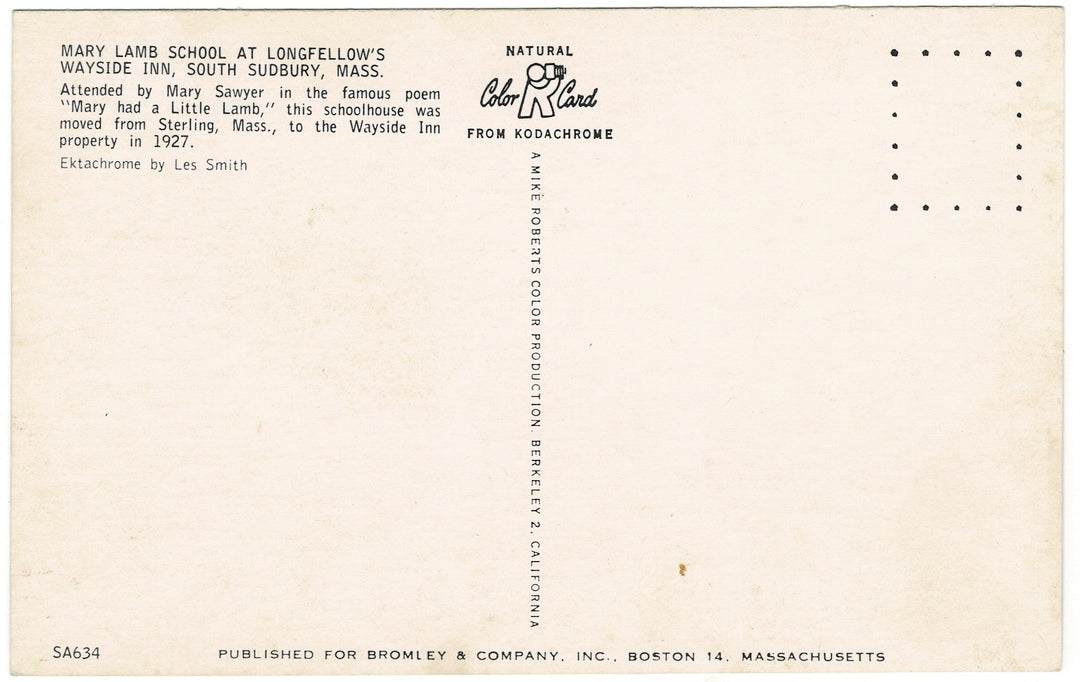 MARY LAMB SCHOOL AT LONGFELLOW'S
WAYSIDE INN, SOUTH SUDBURY, MASS.
Attended by Mary Sawyer in the famous poem
"Mary had a Little Lamb," this schoolhouse was
moved from Sterling, Mass., to the Wayside Inn
property in 1927.
Ektachrome by Les Smith
NATURAL
Color R Card
FROM KODACHROME
A MIKE ROBERTS COLOR PRODUCTION, BERKELEY 2, CALIFORNIA
SA634
PUBLISHED FOR BROMLEY & COMPANY, INC., BOSTON 14, MASSACHUSETTS